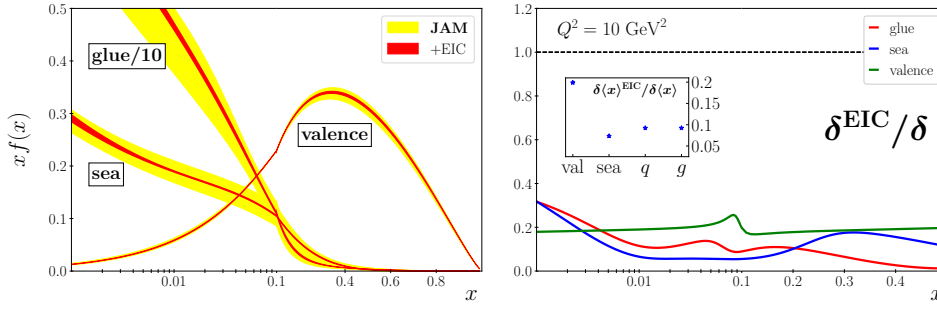 0.5
0.4
0.3
0.2
0.1
0.0
x f(x)
JAM
+EIC
glue/10
valence
sea
0.01 0.1 0.2 0.4 0.6 0.8
x
1.2
1.0
0.8
0.6
0.4
0.2
0.0
Q² = 10 GeV²
glue
sea
valence
δ⟨x⟩^EIC/δ⟨x⟩
0.2
0.15
0.1
0.05
val sea q g
δ^EIC/δ
0.01 0.1 0.2 0.3 0.4
x